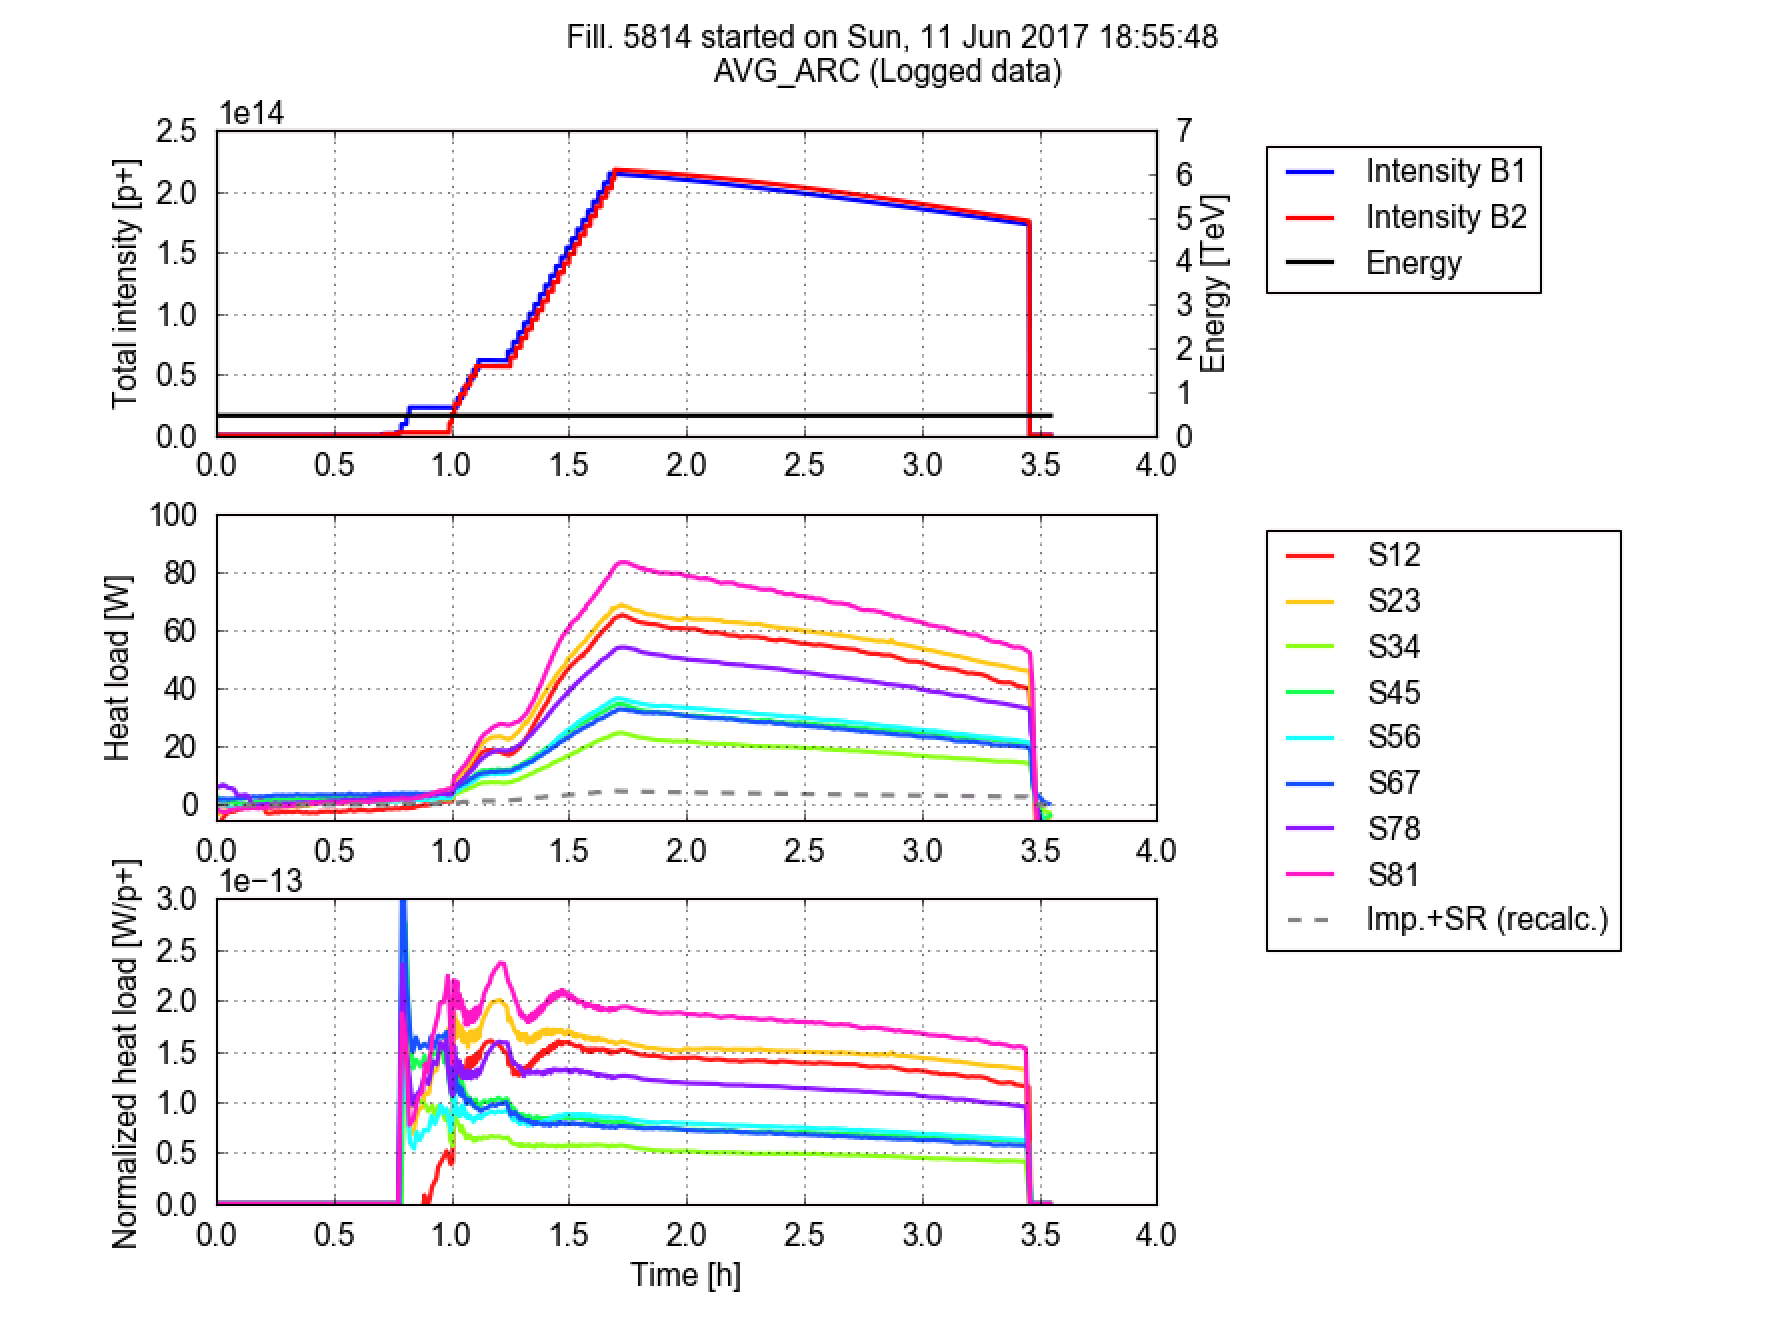 Fill. 5814 started on Sun, 11 Jun 2017 18:55:48
AVG_ARC (Logged data)
1e14
Total intensity [p+]
2.5
2.0
1.5
1.0
0.5
0.0
7
6
5
4
3
2
1
0
Energy [TeV]
0.0 0.5 1.0 1.5 2.0 2.5 3.0 3.5 4.0
Intensity B1
Intensity B2
Energy
Heat load [W]
100
80
60
40
20
0
0.0 0.5 1.0 1.5 2.0 2.5 3.0 3.5 4.0
S12
S23
S34
S45
S56
S67
S78
S81
Imp.+SR (recalc.)
1e−13
Normalized heat load [W/p+]
3.0
2.5
2.0
1.5
1.0
0.5
0.0
0.0 0.5 1.0 1.5 2.0 2.5 3.0 3.5 4.0
Time [h]